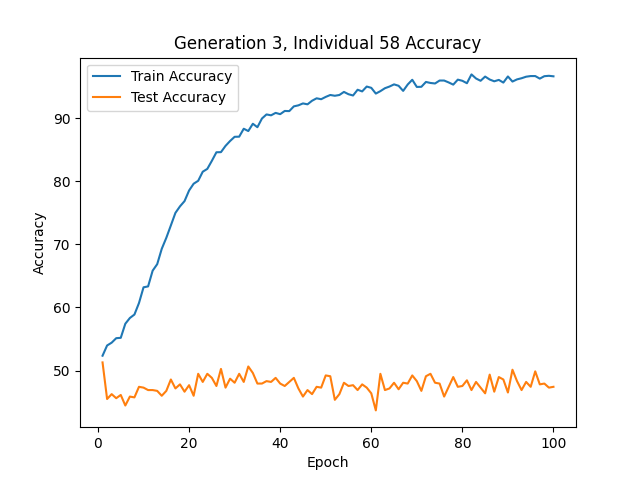 Generation 3, Individual 58 Accuracy
Train Accuracy
Test Accuracy
Accuracy
90
80
70
60
50
0 20 40 60 80 100
Epoch